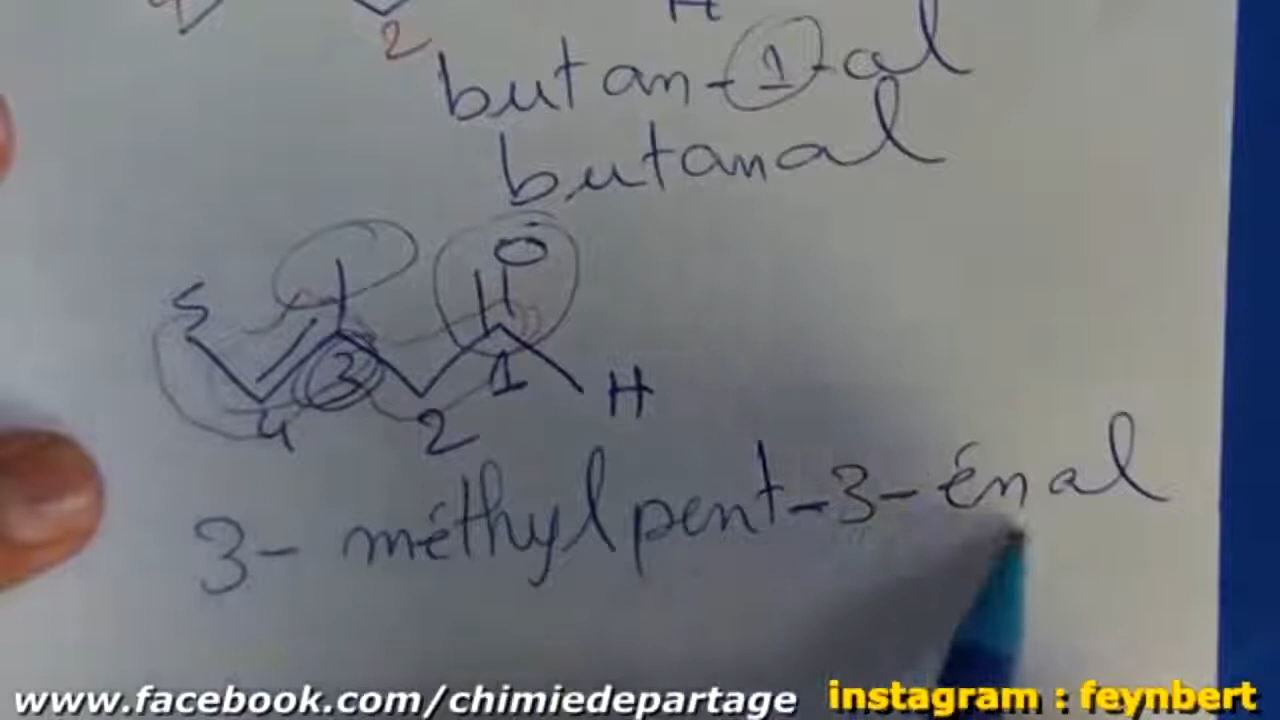 2 H
butan-1-al
butanal
O
5
3 1 H
4 2
3-méthylpent-3-énal
www.facebook.com/chimiedepartage instagram : feynbert